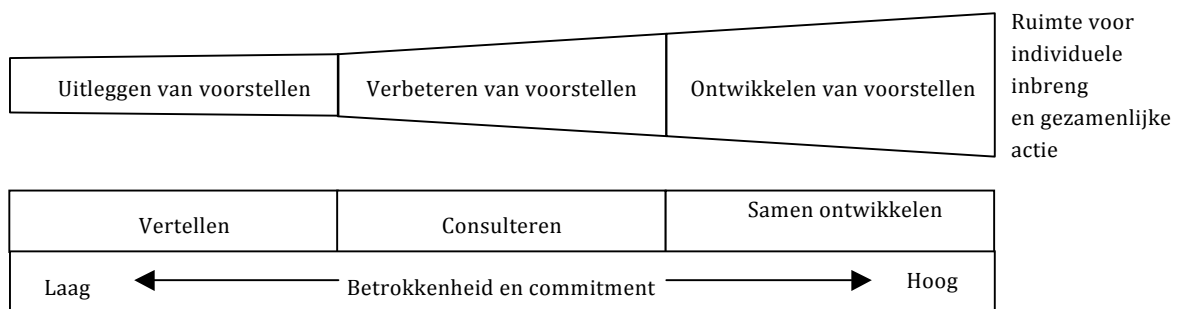 Uitleggen van voorstellen
Verbeteren van voorstellen
Ontwikkelen van voorstellen
Ruimte voor
individuele
inbreng
en gezamenlijke
actie
Vertellen
Consulteren
Samen ontwikkelen
Laag
Betrokkenheid en commitment
Hoog